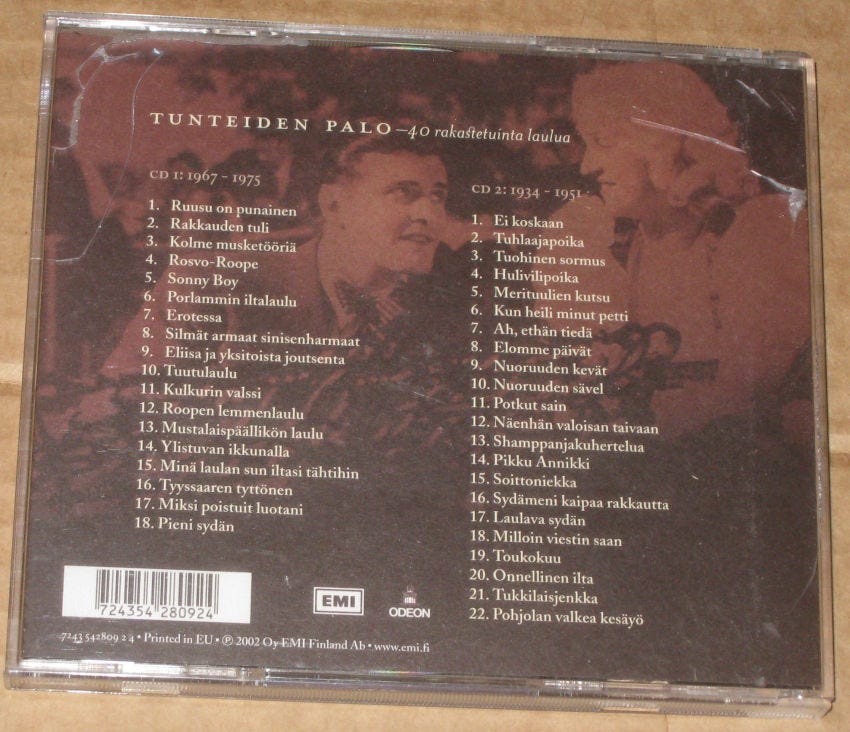 TUNTEIDEN PALO—40 rakastetuinta laulua
CD 1: 1967 - 1975
1. Ruusu on punainen
2. Rakkauden tuli
3. Kolme musketööriä
4. Rosvo-Roope
5. Sonny Boy
6. Porlammin iltalaulu
7. Erotessa
8. Silmät armaat sinisenharmaat
9. Eliisa ja yksitoista joutsenta
10. Tuutulaulu
11. Kulkurin valssi
12. Roopen lemmenlaulu
13. Mustalaispäällikön laulu
14. Ylistuvan ikkunalla
15. Minä laulan sun iltasi tähtihin
16. Tyyssaaren tyttönen
17. Miksi poistuit luotani
18. Pieni sydän
CD 2: 1934 - 1951
1. Ei koskaan
2. Tuhlaajapoika
3. Tuohinen sormus
4. Hulivilipoika
5. Merituulien kutsu
6. Kun heili minut petti
7. Ah, ethän tiedä
8. Elomme päivät
9. Nuoruuden kevät
10. Nuoruuden sävel
11. Potkut sain
12. Näenhän valoisan taivaan
13. Shamppanjakuhertelua
14. Pikku Annikki
15. Soittoniekka
16. Sydämeni kaipaa rakkautta
17. Laulava sydän
18. Milloin viestin saan
19. Toukokuu
20. Onnellinen ilta
21. Tukkilaisjenkka
22. Pohjolan valkea kesäyö
7 24354 28092 4
EMI
ODEON
7243 542809 2 4 • Printed in EU • ℗ 2002 Oy EMI Finland Ab • www.emi.fi